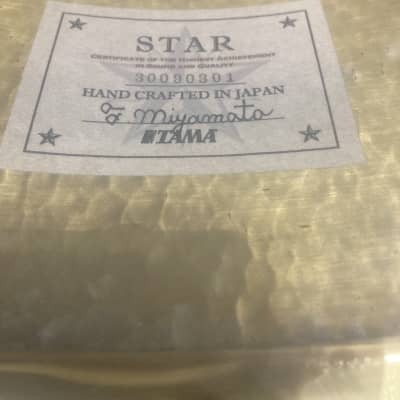 STAR
CERTIFICATE OF THE HIGHEST ACHIEVEMENT
IN SOUND AND QUALITY
30090301
HAND CRAFTED IN JAPAN
F. Miyamoto
TAMA